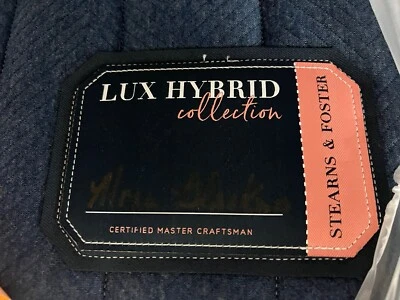 LUX HYBRID
collection
CERTIFIED MASTER CRAFTSMAN
STEARNS & FOSTER